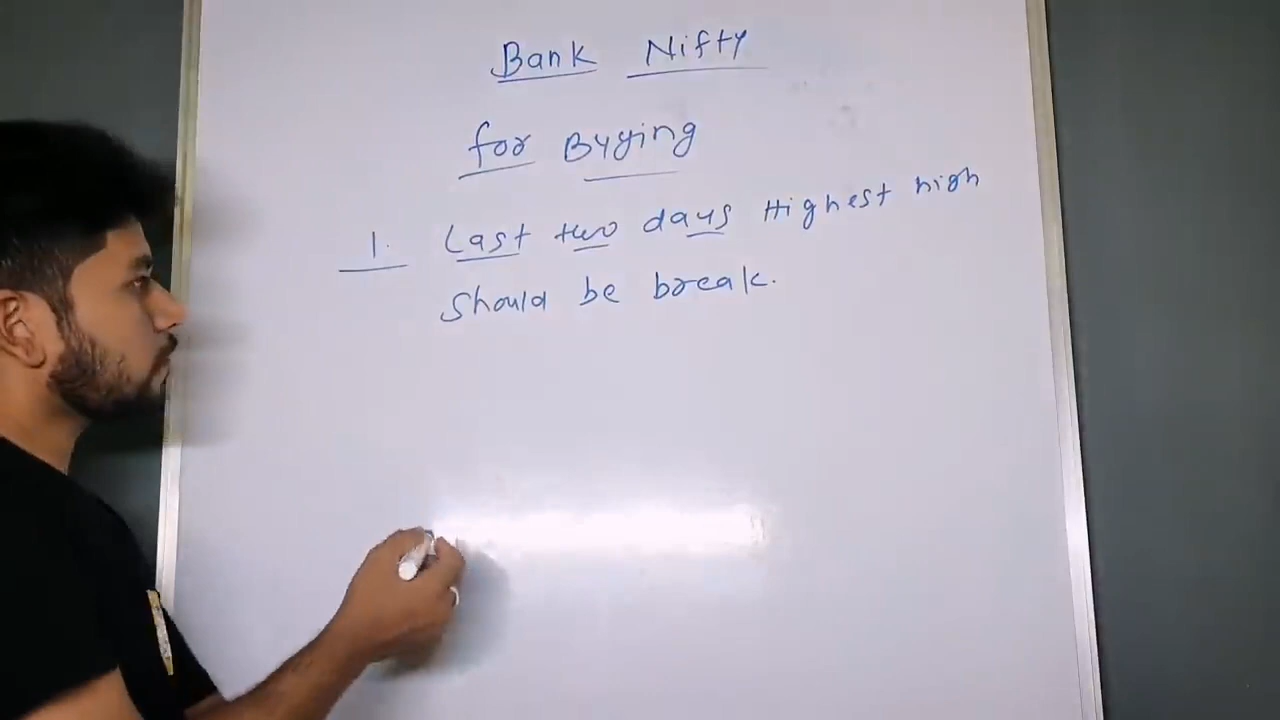 Bank Nifty
for Buying
1. Last two days Highest high
should be break.